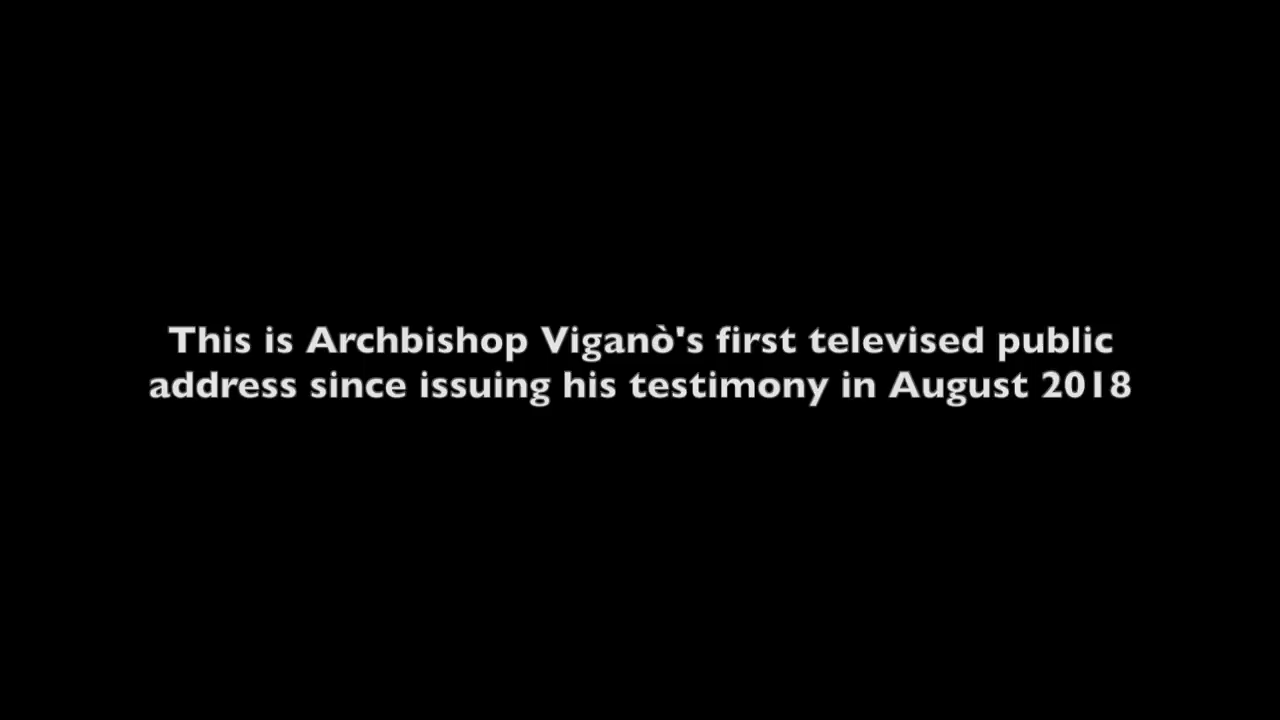 This is Archbishop Viganò's first televised public
address since issuing his testimony in August 2018